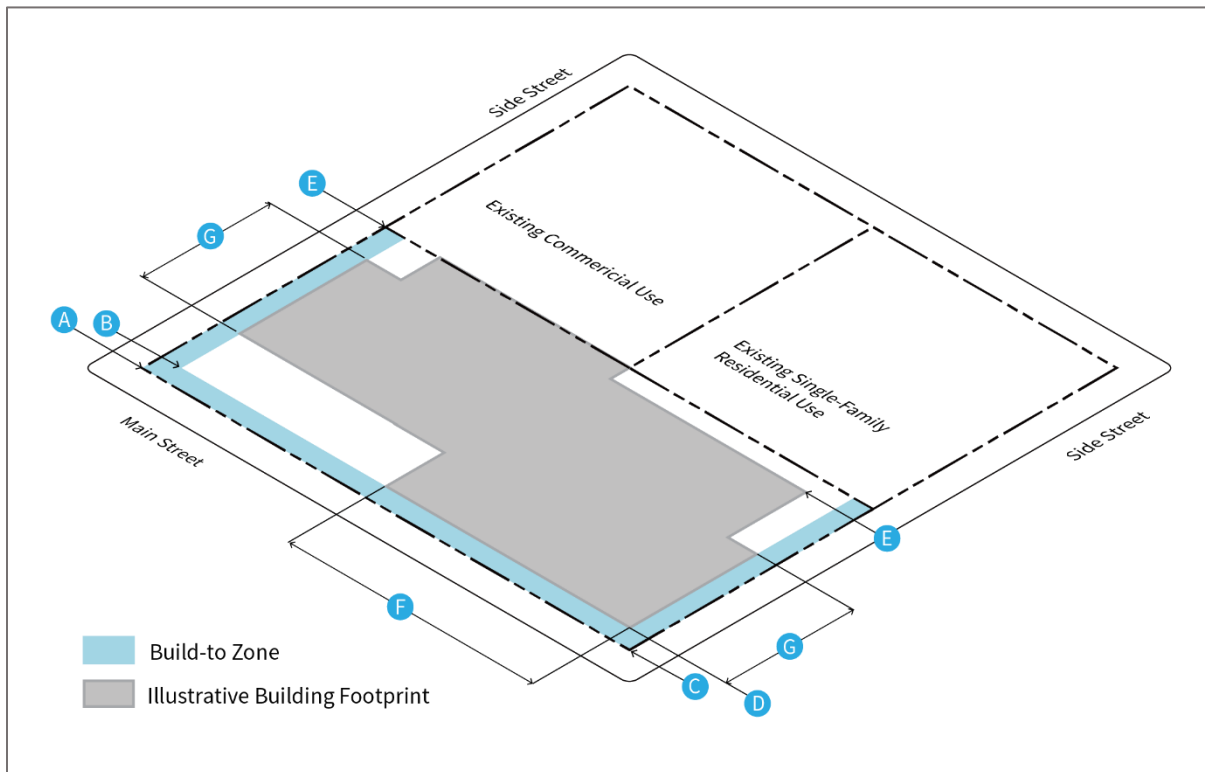 Side Street
E
G
Existing Commericial Use
A
B
Existing Single-Family
Residential Use
Main Street
Side Street
E
F
G
C
D
Build-to Zone
Illustrative Building Footprint